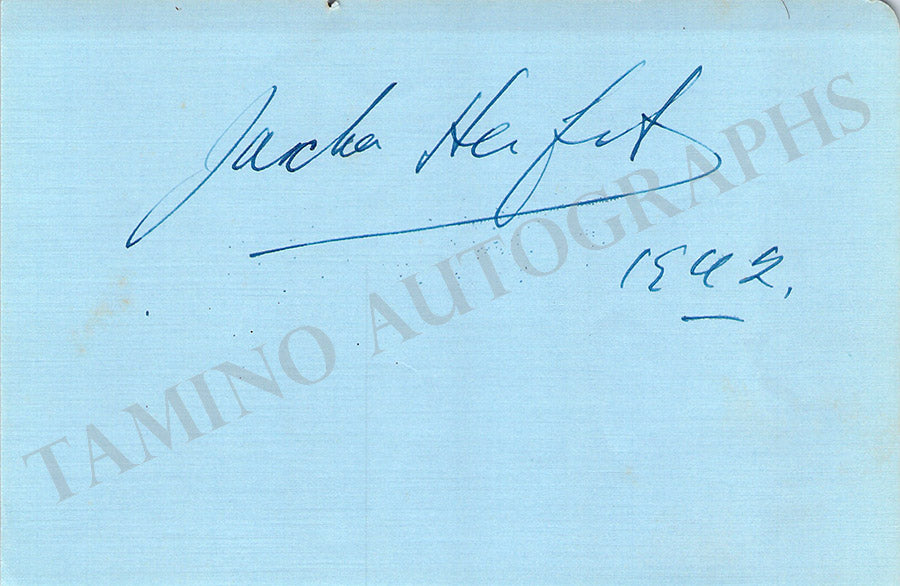 Jascha Heifetz
1942.
TAMINO AUTOGRAPHS